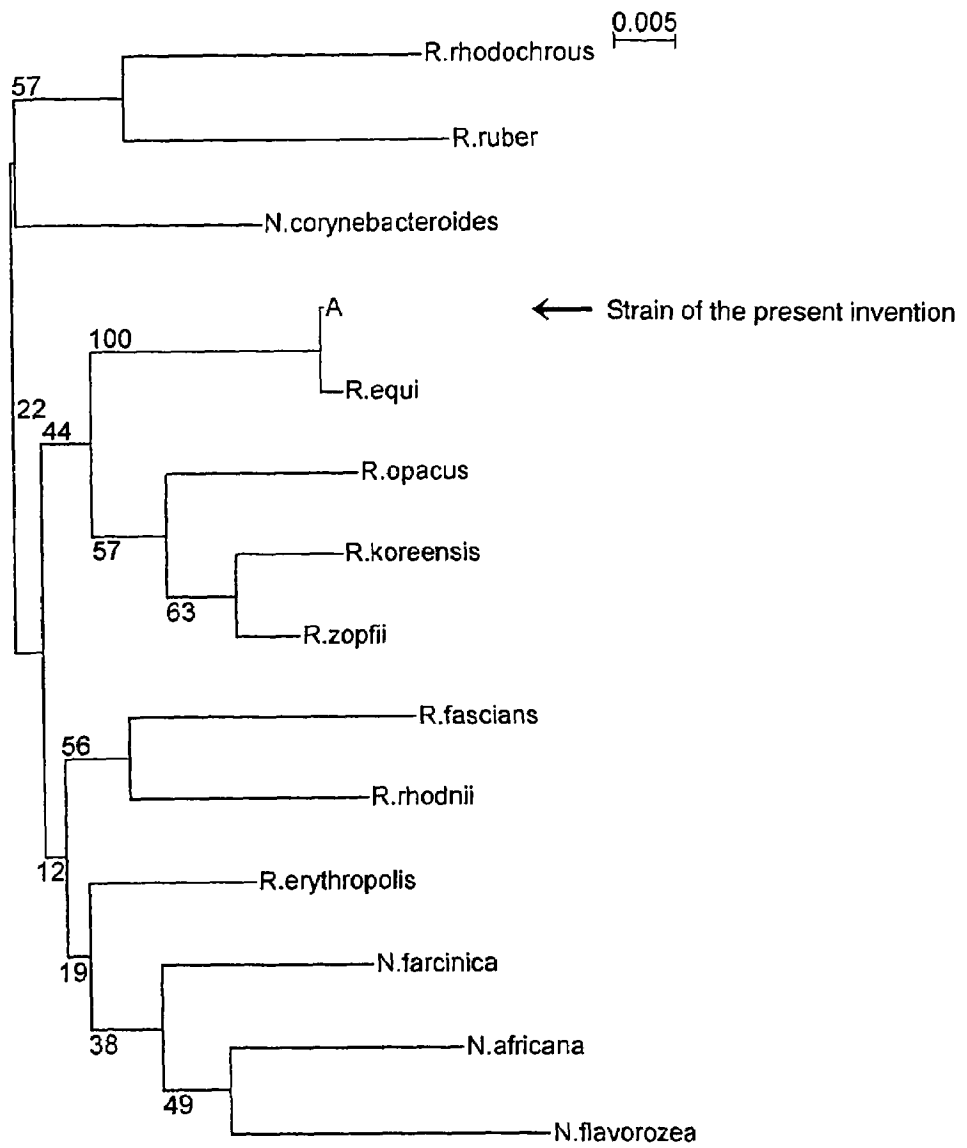 0.005
R.rhodochrous
57
R.ruber
N.corynebacteroides
A
Strain of the present invention
100
R.equi
22
44
R.opacus
57
R.koreensis
63
R.zopfii
R.fascians
56
R.rhodnii
12
R.erythropolis
19
N.farcinica
38
N.africana
49
N.flavorozea